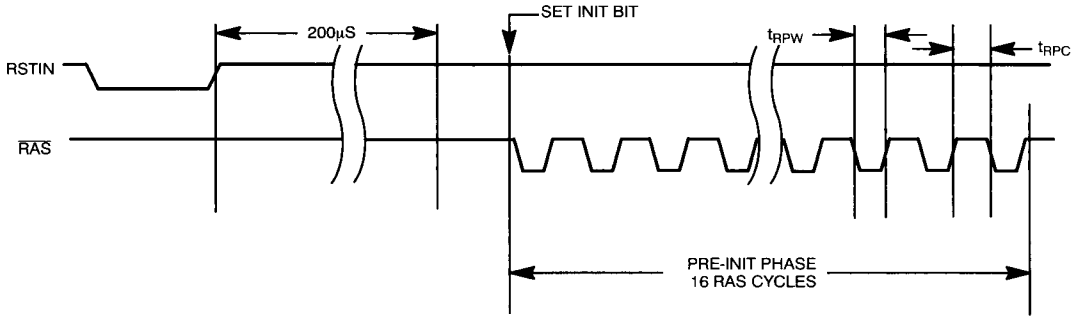 SET INIT BIT
200μS
tRPW
tRPC
RSTIN
RAS
PRE-INIT PHASE
16 RAS CYCLES